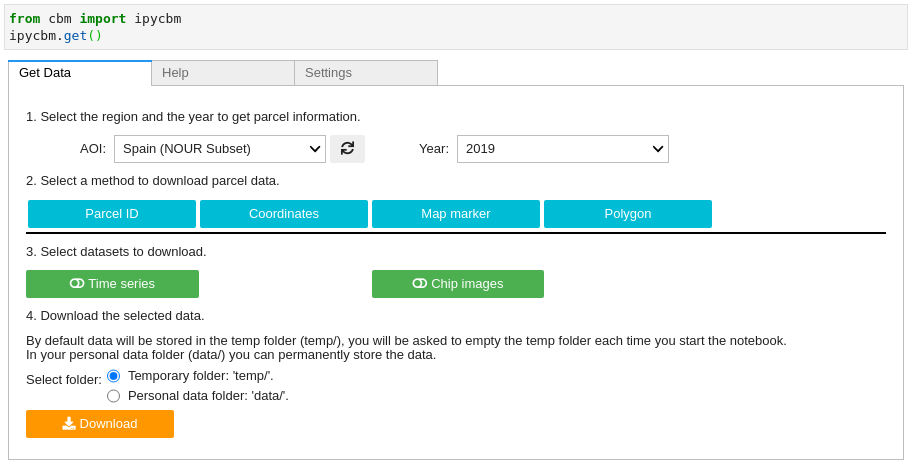 from cbm import ipycbm
ipycbm.get()
Get Data
Help
Settings
1. Select the region and the year to get parcel information.
AOI: Spain (NOUR Subset) Year: 2019
2. Select a method to download parcel data.
Parcel ID Coordinates Map marker Polygon
3. Select datasets to download.
Time series Chip images
4. Download the selected data.
By default data will be stored in the temp folder (temp/), you will be asked to empty the temp folder each time you start the notebook.
In your personal data folder (data/) you can permanently store the data.
Select folder: Temporary folder: 'temp/'.
Personal data folder: 'data/'.
Download